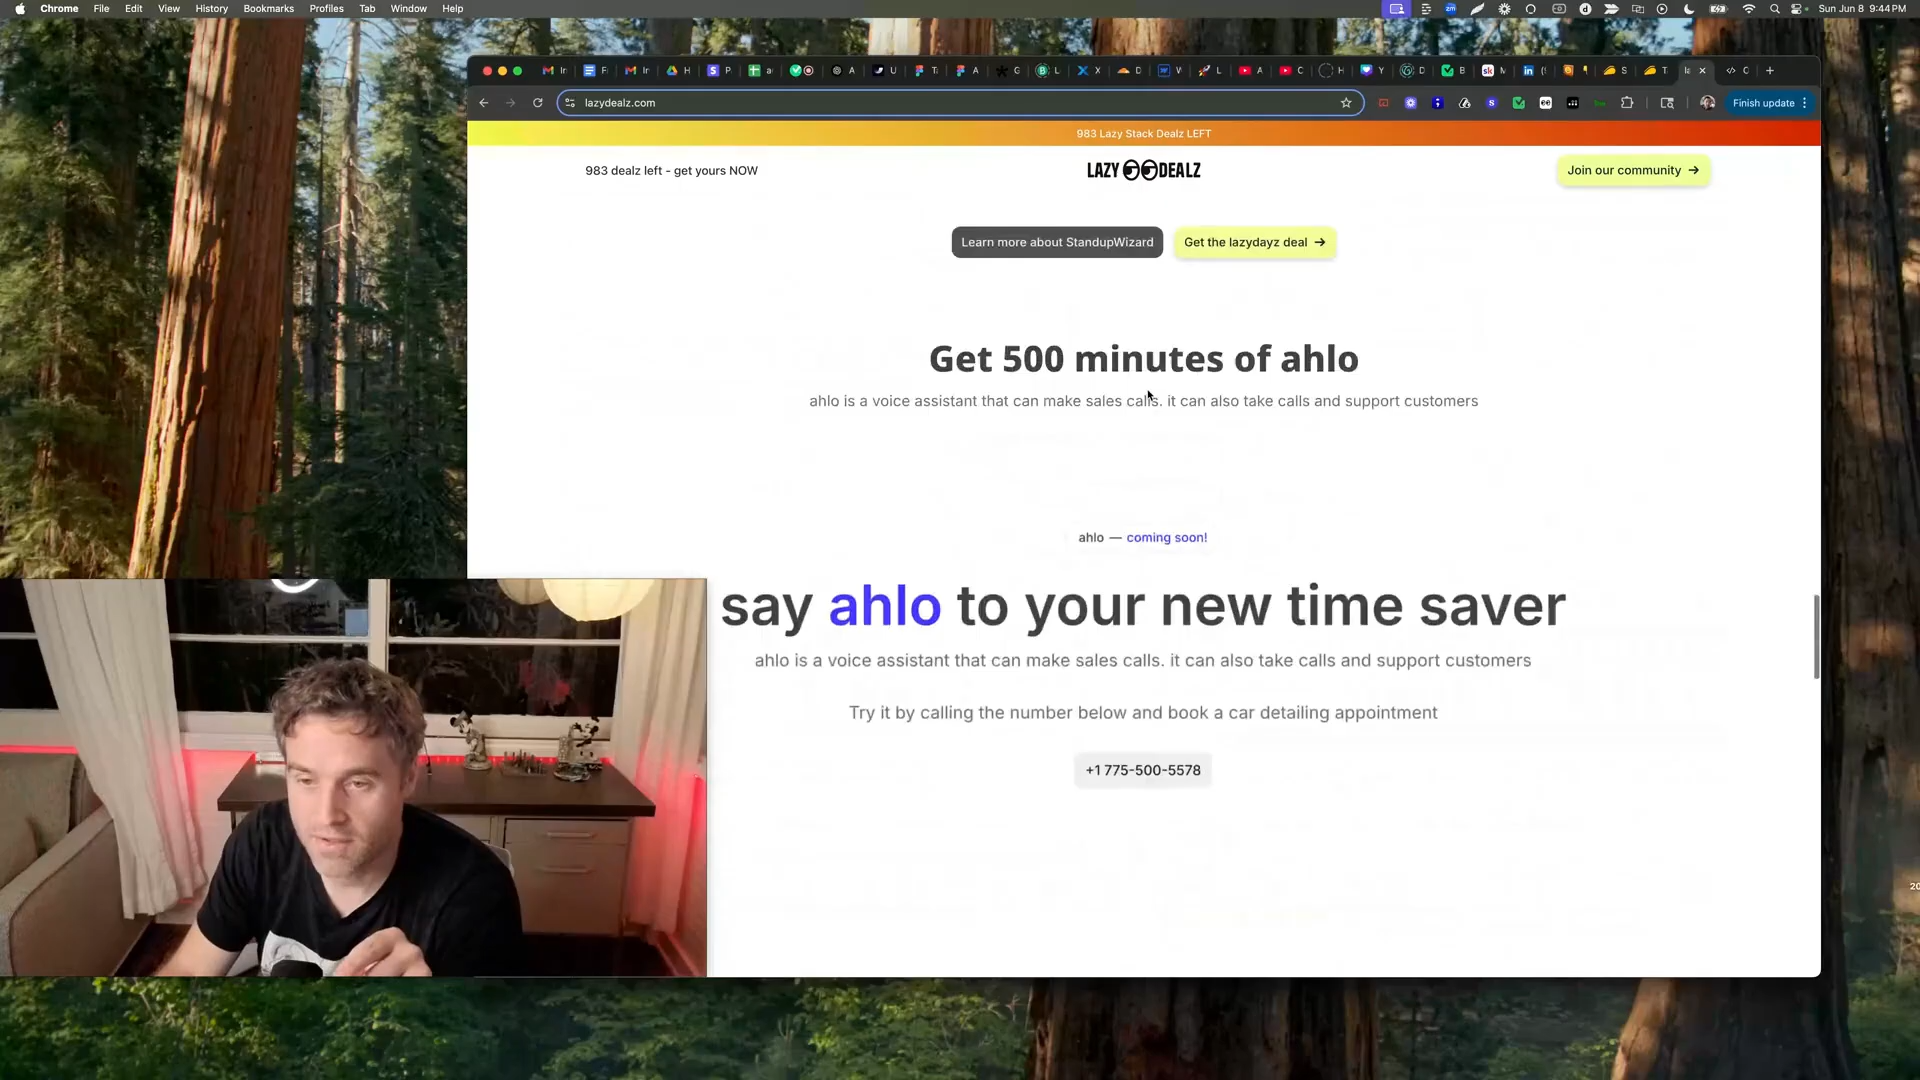 Chrome File Edit View History Bookmarks Profiles Tab Window Help
zm
Sun Jun 8 9:44 PM
lazydealz.com
Finish update
983 Lazy Stack Dealz LEFT
983 dealz left - get yours NOW
LAZY DEALZ
Join our community →
Learn more about StandupWizard
Get the lazydayz deal →
Get 500 minutes of ahlo
ahlo is a voice assistant that can make sales calls. it can also take calls and support customers
ahlo — coming soon!
say ahlo to your new time saver
ahlo is a voice assistant that can make sales calls. it can also take calls and support customers
Try it by calling the number below and book a car detailing appointment
+1 775-500-5578
20